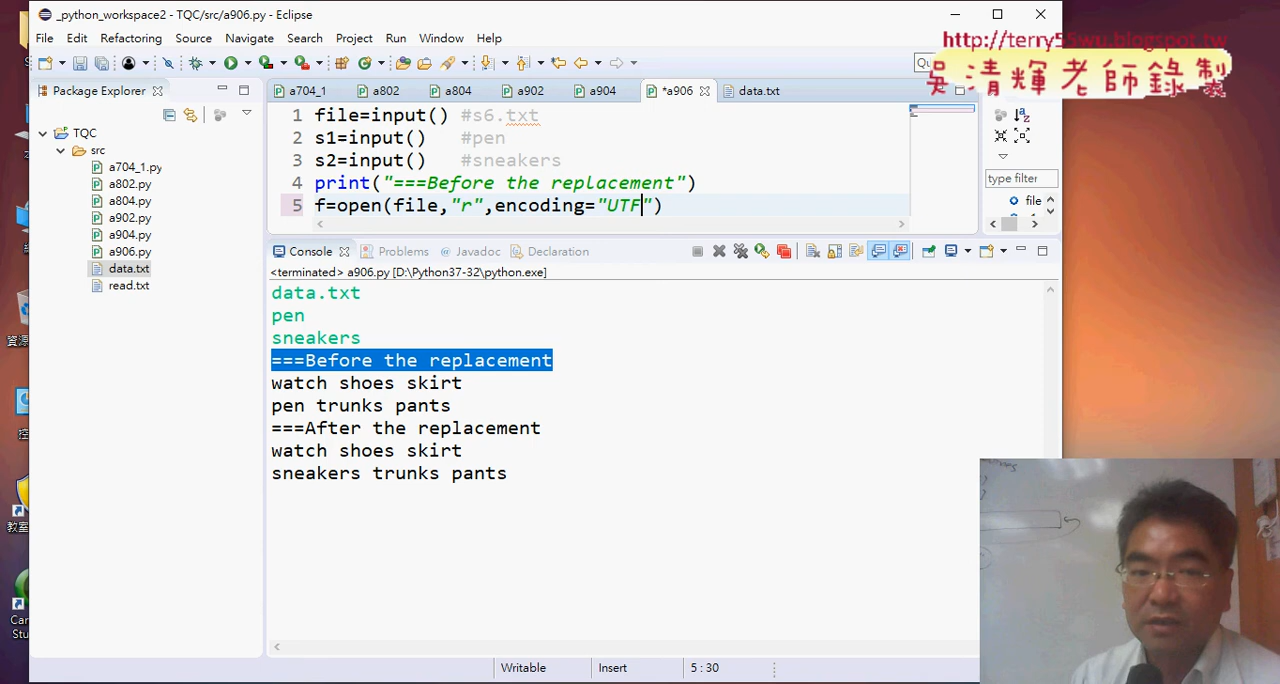 _python_workspace2 - TQC/src/a906.py - Eclipse
File Edit Refactoring Source Navigate Search Project Run Window Help
http://terry55wu.blogspot.tw
吳清輝老師錄製
Package Explorer
a704_1 a802 a804 a902 a904 *a906 data.txt
TQC
src
a704_1.py
a802.py
a804.py
a902.py
a904.py
a906.py
data.txt
read.txt
1 file=input() #s6.txt
2 s1=input() #pen
3 s2=input() #sneakers
4 print("===Before the replacement")
5 f=open(file,"r",encoding="UTF")
type filter
file
Console Problems Javadoc Declaration
<terminated> a906.py [D:\Python37-32\python.exe]
data.txt
pen
sneakers
===Before the replacement
watch shoes skirt
pen trunks pants
===After the replacement
watch shoes skirt
sneakers trunks pants
Writable Insert 5 : 30